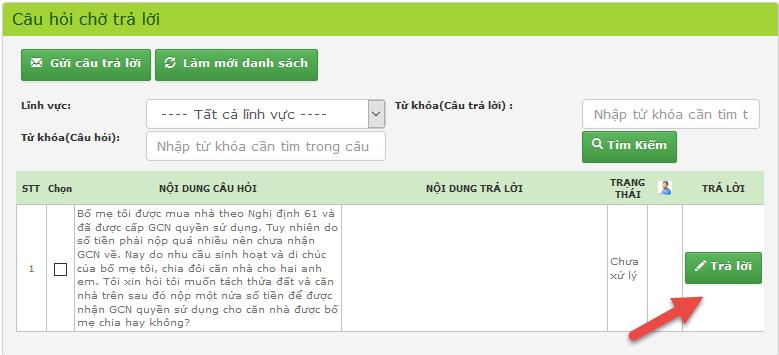 Câu hỏi chờ trả lời
Gửi câu trả lời Làm mới danh sách
Lĩnh vực: ---- Tất cả lĩnh vực ---- Từ khóa(Câu trả lời) : Nhập từ khóa cần tìm t
Từ khóa(Câu hỏi): Nhập từ khóa cần tìm trong câu Tìm Kiếm
STT Chọn NỘI DUNG CÂU HỎI NỘI DUNG TRẢ LỜI TRẠNG THÁI TRẢ LỜI
1
Bố mẹ tôi được mua nhà theo Nghị định 61 và
đã được cấp GCN quyền sử dụng. Tuy nhiên do
số tiền phải nộp quá nhiều nên chưa nhận
GCN về. Nay do nhu cầu sinh hoạt và di chúc
của bố mẹ tôi, chia đôi căn nhà cho hai anh
em. Tôi xin hỏi tôi muốn tách thửa đất và căn
nhà trên sau đó nộp một nửa số tiền để được
nhận GCN quyền sử dụng cho căn nhà được bố
mẹ chia hay không?
Chưa
xử lý
Trả lời